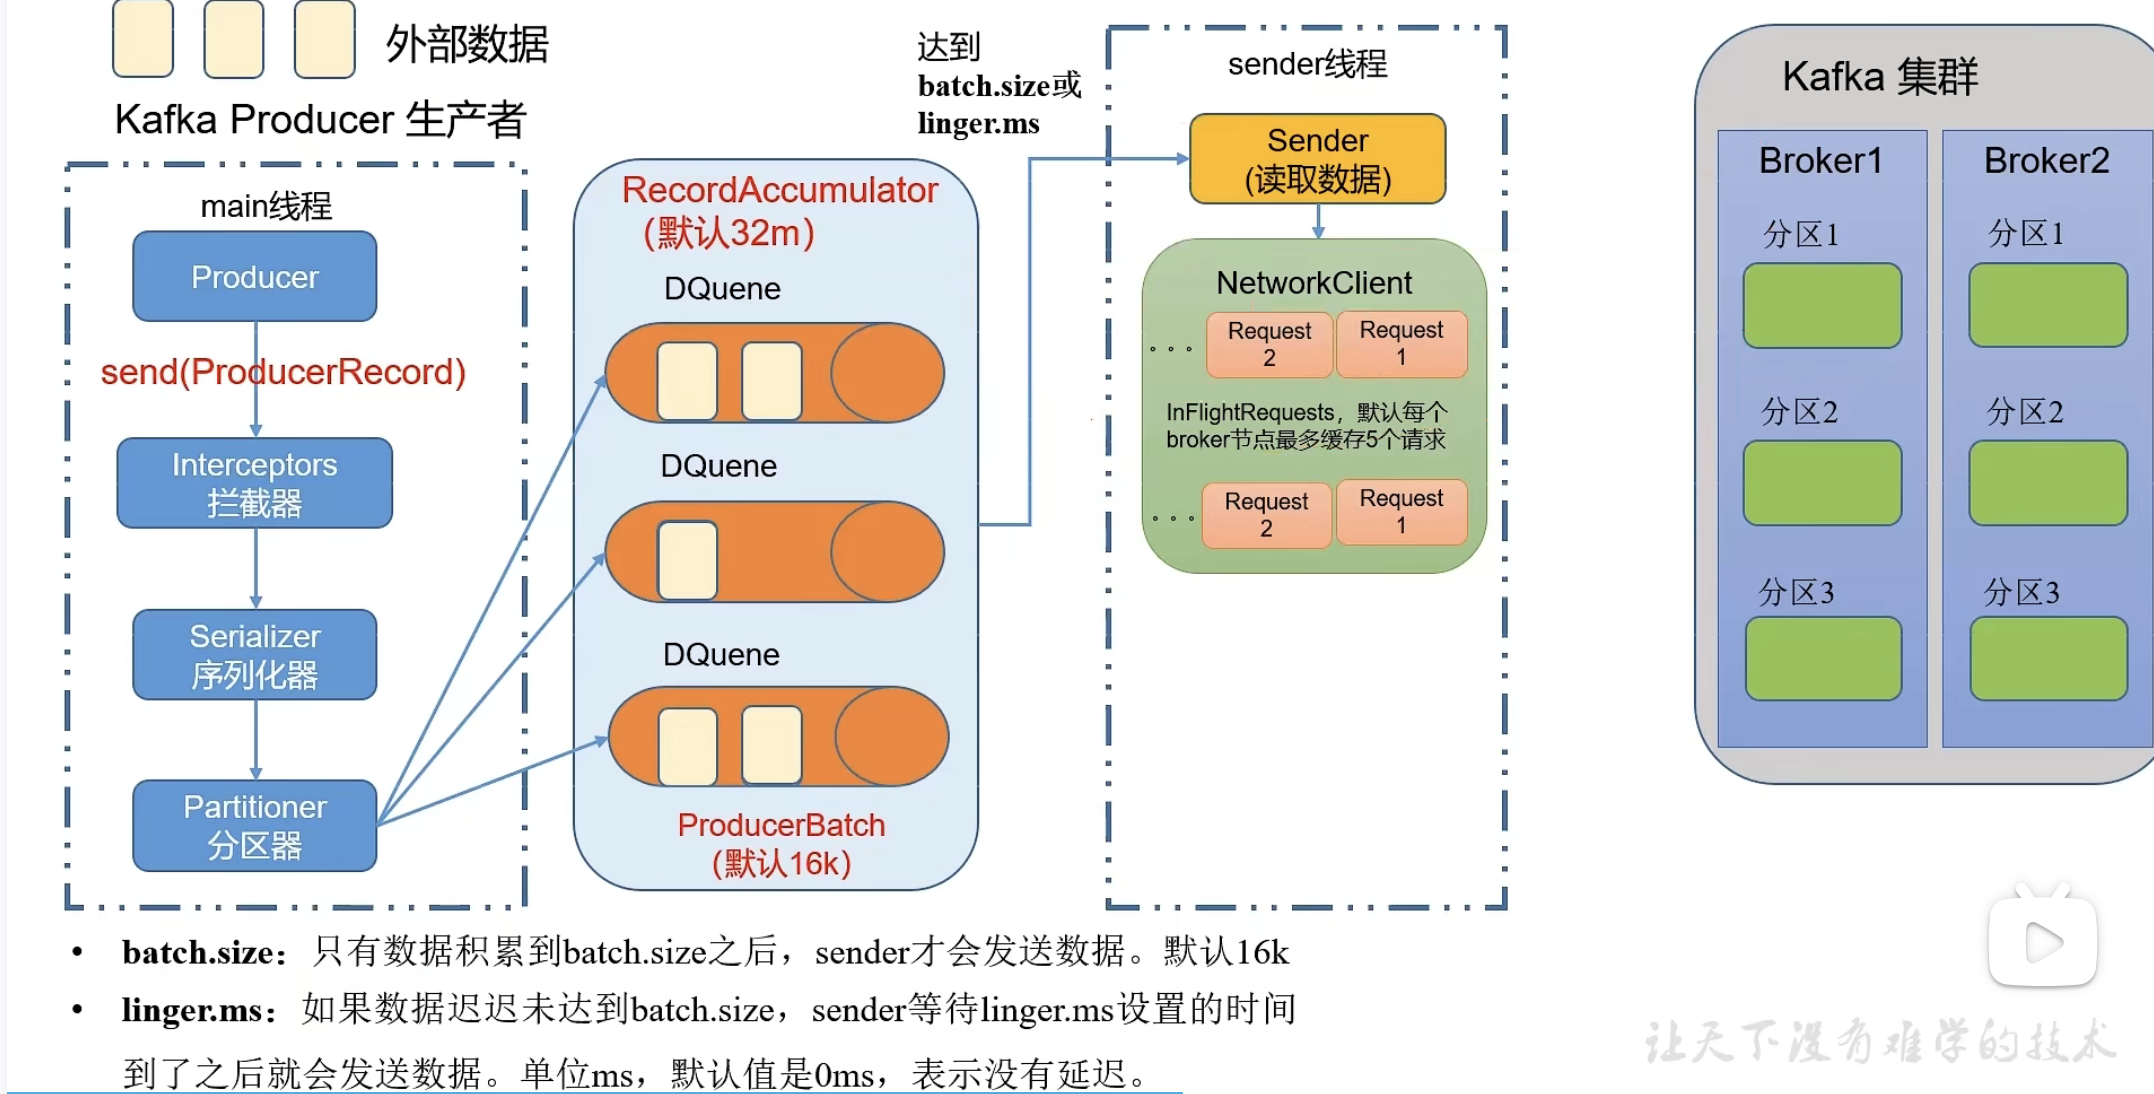 外部数据
Kafka Producer 生产者
main线程
Producer
send(ProducerRecord)
Interceptors
拦截器
Serializer
序列化器
Partitioner
分区器
RecordAccumulator
(默认32m)
DQuene
DQuene
DQuene
ProducerBatch
(默认16k)
达到
batch.size或
linger.ms
sender线程
Sender
(读取数据)
NetworkClient
Request
2
Request
1
InFlightRequests，默认每个
broker节点最多缓存5个请求
Request
2
Request
1
Kafka 集群
Broker1
分区1
分区2
分区3
Broker2
分区1
分区2
分区3
• batch.size：只有数据积累到batch.size之后，sender才会发送数据。默认16k
• linger.ms：如果数据迟迟未达到batch.size，sender等待linger.ms设置的时间
到了之后就会发送数据。单位ms，默认值是0ms，表示没有延迟。
让天下没有难学的技术